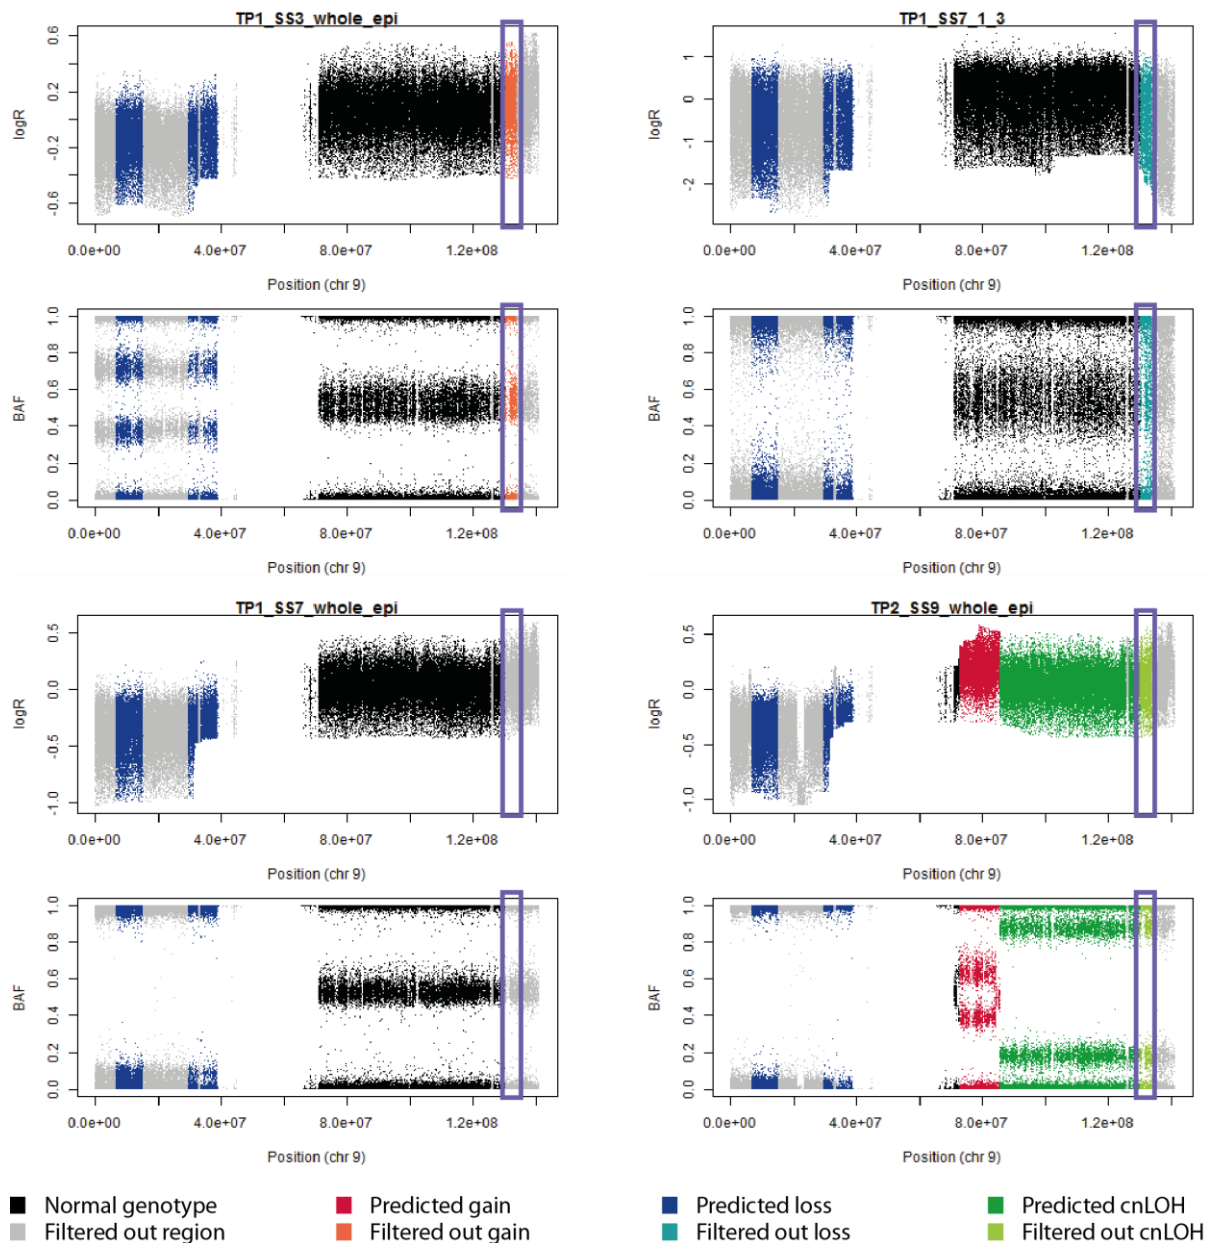 TP1_SS3_whole_epi
logR
0.6
0.2
-0.2
-0.6
0.0e+00 4.0e+07 8.0e+07 1.2e+08
Position (chr 9)
BAF
1.0
0.8
0.6
0.4
0.2
0.0
0.0e+00 4.0e+07 8.0e+07 1.2e+08
Position (chr 9)
TP1_SS7_1_3
logR
1
0
-1
-2
0.0e+00 4.0e+07 8.0e+07 1.2e+08
Position (chr 9)
BAF
1.0
0.8
0.6
0.4
0.2
0.0
0.0e+00 4.0e+07 8.0e+07 1.2e+08
Position (chr 9)
TP1_SS7_whole_epi
logR
0.5
0.0
-0.5
-1.0
0.0e+00 4.0e+07 8.0e+07 1.2e+08
Position (chr 9)
BAF
1.0
0.8
0.6
0.4
0.2
0.0
0.0e+00 4.0e+07 8.0e+07 1.2e+08
Position (chr 9)
TP2_SS9_whole_epi
logR
0.5
0.0
-0.5
-1.0
0.0e+00 4.0e+07 8.0e+07 1.2e+08
Position (chr 9)
BAF
1.0
0.8
0.6
0.4
0.2
0.0
0.0e+00 4.0e+07 8.0e+07 1.2e+08
Position (chr 9)
Normal genotype Predicted gain Predicted loss Predicted cnLOH
Filtered out region Filtered out gain Filtered out loss Filtered out cnLOH